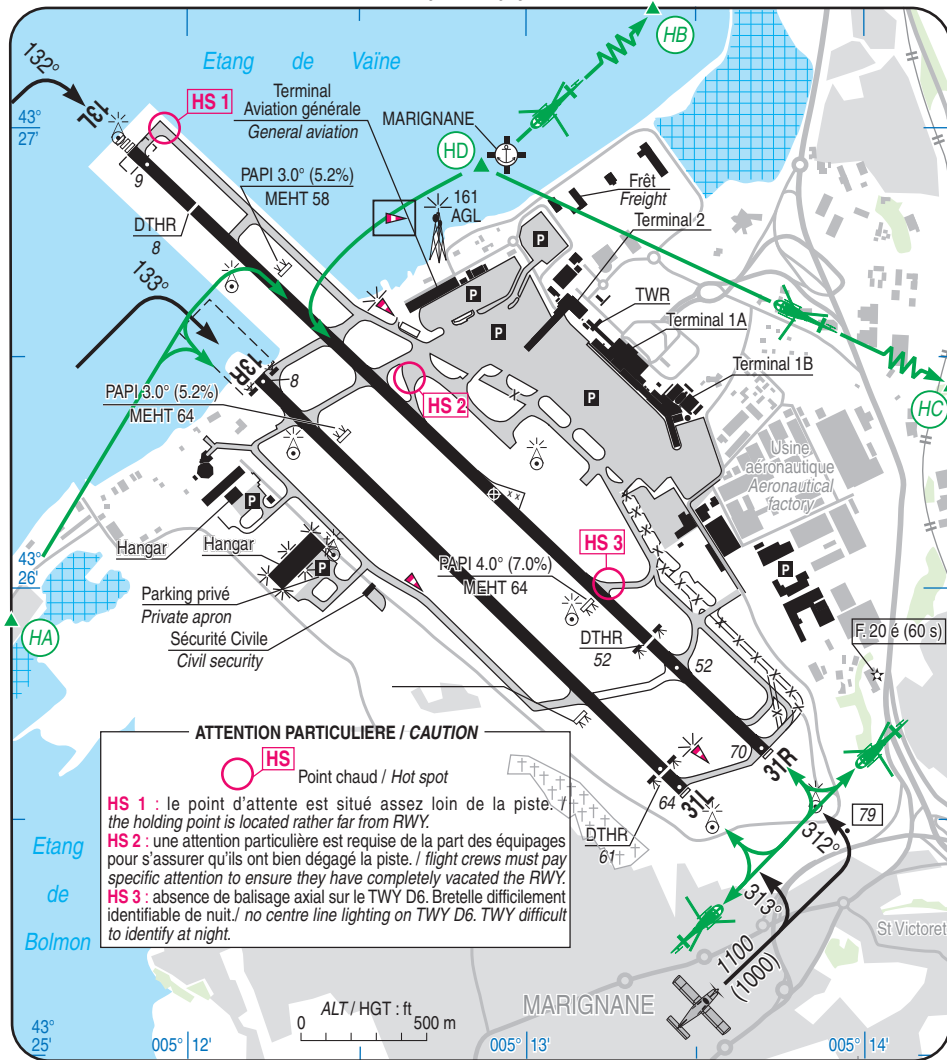 HB
132°
Etang de Vaïne
13L
43°
27
HS 1
Terminal
Aviation générale
General aviation
MARIGNANE
HD
9
PAPI 3.0° (5.2%)
MEHT 58
161
AGL
Frêt
Freight
Terminal 2
DTHR
8
P
133°
P
TWR
Terminal 1A
13R
8
P
Terminal 1B
PAPI 3.0° (5.2%)
MEHT 64
HS 2
P
HC
Usine
aéronautique
Aeronautical
factory
P
x x
Hangar
Hangar
43°
26
P
HS 3
PAPI 4.0° (7.0%)
MEHT 64
P
Parking privé
Private apron
HA
Sécurité Civile
Civil security
DTHR
52
52
F. 20 é (60 s)
ATTENTION PARTICULIERE / CAUTION
HS
Point chaud / Hot spot
HS 1 : le point d'attente est situé assez loin de la piste. /
the holding point is located rather far from RWY.
HS 2 : une attention particulière est requise de la part des équipages
pour s'assurer qu'ils ont bien dégagé la piste. / flight crews must pay
specific attention to ensure they have completely vacated the RWY.
HS 3 : absence de balisage axial sur le TWY D6. Bretelle difficilement
identifiable de nuit./ no centre line lighting on TWY D6. TWY difficult
to identify at night.
70
31R
64
31L
DTHR
61
79
312°
313°
Etang
de
Bolmon
St Victoret
1100
(1000)
MARIGNANE
ALT / HGT : ft
0 500 m
43°
25'
005° 12'
005° 13'
005° 14'